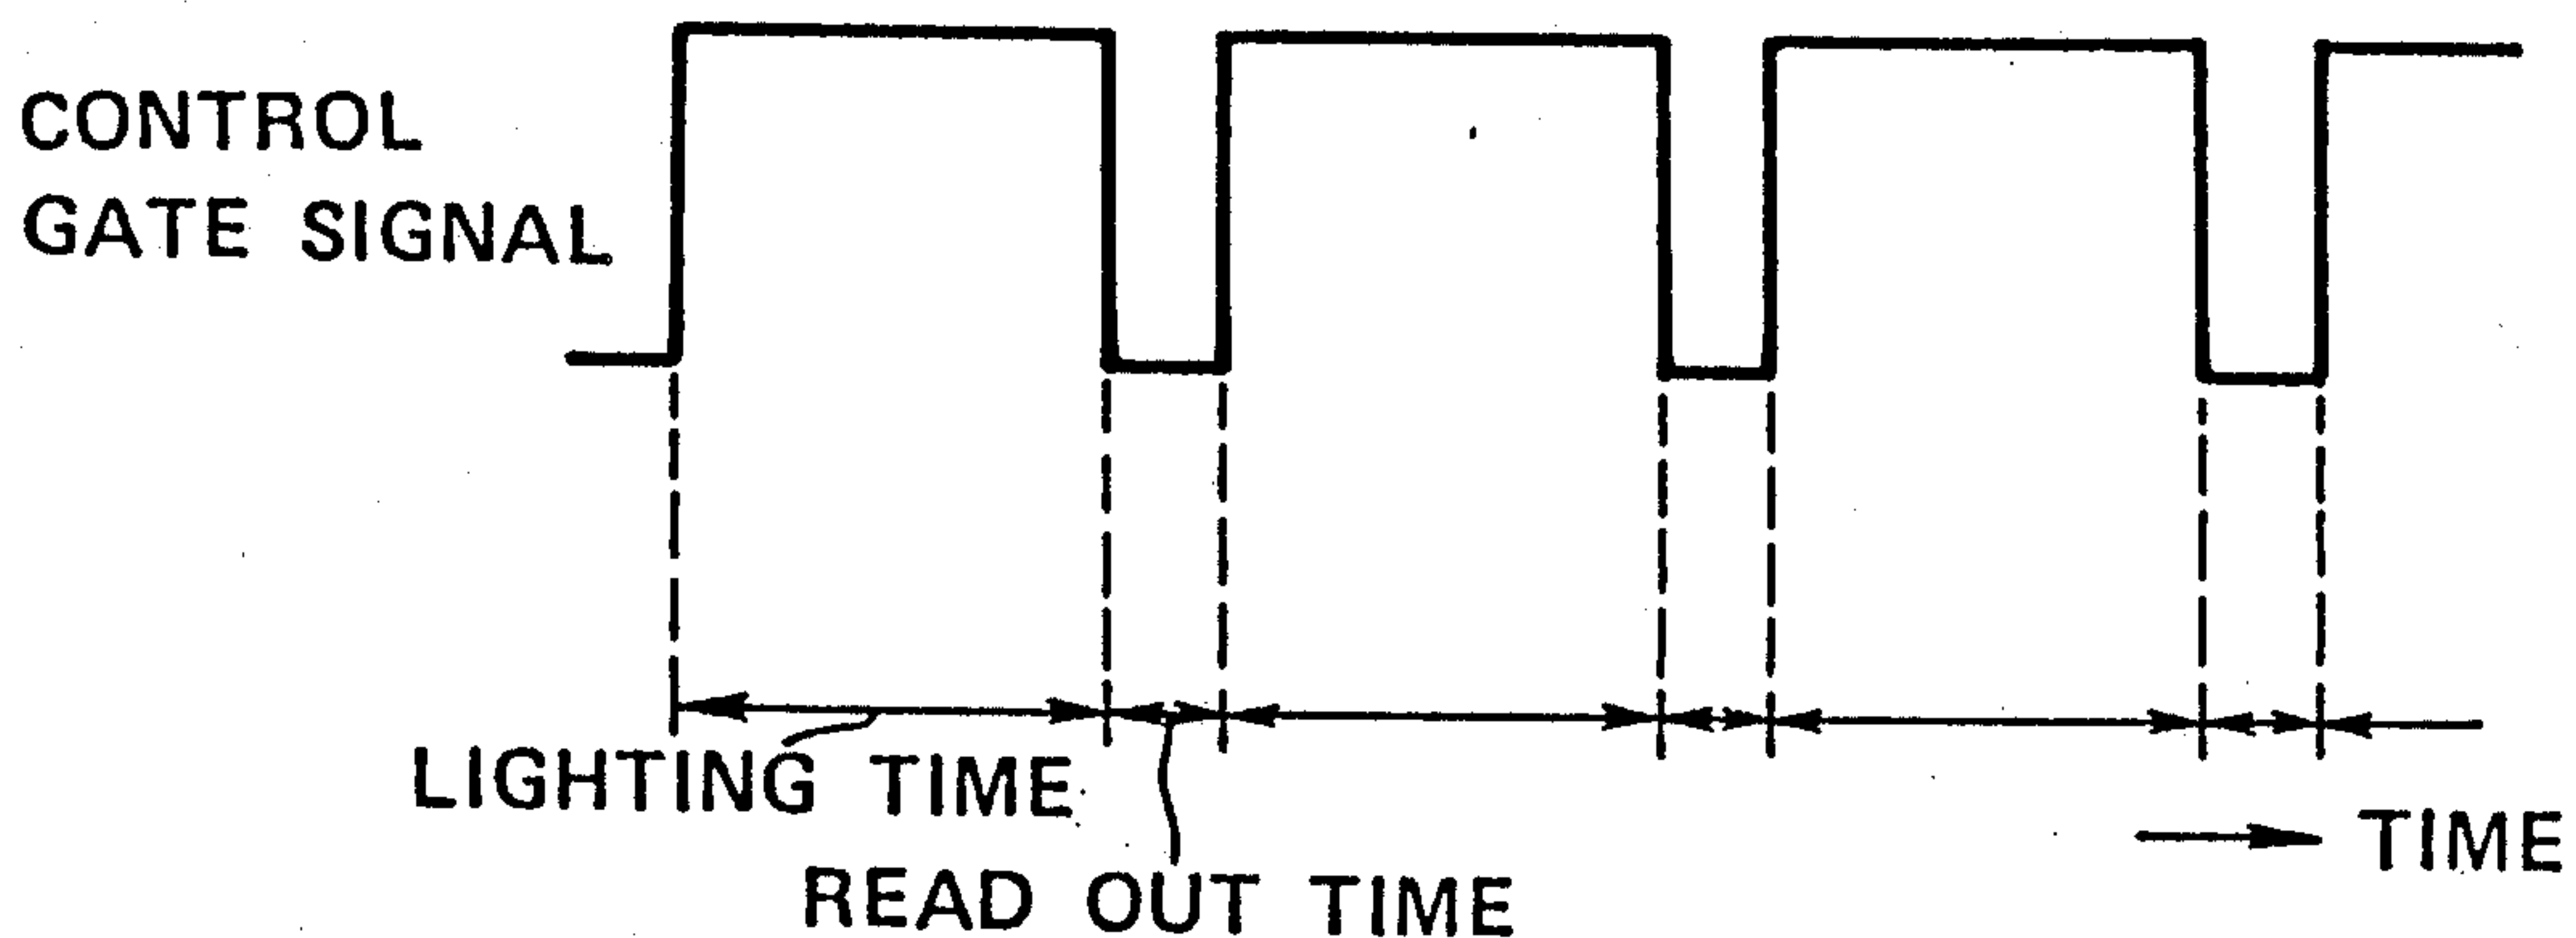 CONTROL
GATE SIGNAL
LIGHTING TIME
READ OUT TIME
TIME